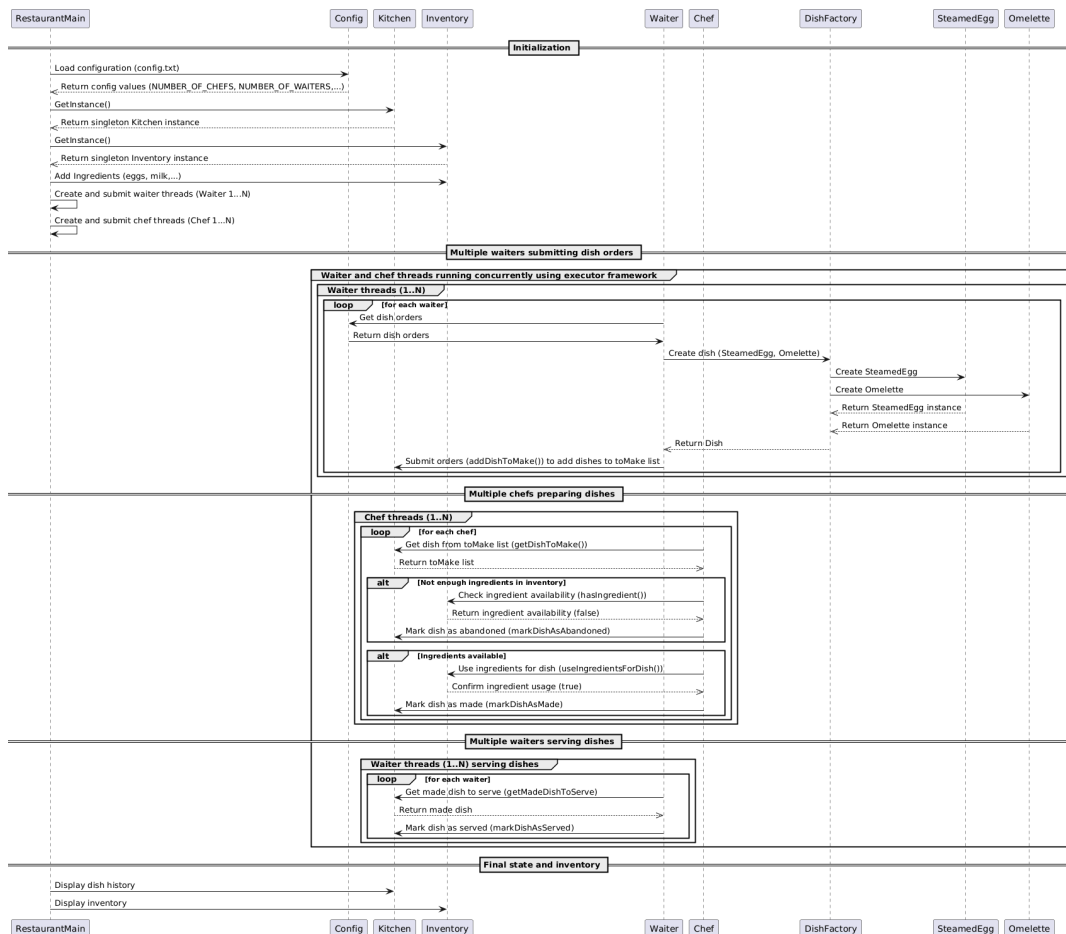 RestaurantMain Config Kitchen Inventory Waiter Chef DishFactory SteamedEgg Omelette
Initialization
Load configuration (config.txt)
Return config values (NUMBER_OF_CHEFS, NUMBER_OF_WAITERS,...)
GetInstance()
Return singleton Kitchen instance
GetInstance()
Return singleton Inventory instance
Add Ingredients (eggs, milk,...)
Create and submit waiter threads (Waiter 1...N)
Create and submit chef threads (Chef 1...N)
Multiple waiters submitting dish orders
Waiter and chef threads running concurrently using executor framework
Waiter threads (1..N)
loop [for each waiter]
Get dish orders
Return dish orders
Create dish (SteamedEgg, Omelette)
Create SteamedEgg
Create Omelette
Return SteamedEgg instance
Return Omelette instance
Return Dish
Submit orders (addDishToMake()) to add dishes to toMake list
Multiple chefs preparing dishes
Chef threads (1..N)
loop [for each chef]
Get dish from toMake list (getDishToMake())
Return toMake list
alt [Not enough ingredients in inventory]
Check ingredient availability (hasIngredient())
Return ingredient availability (false)
Mark dish as abandoned (markDishAsAbandoned)
alt [Ingredients available]
Use ingredients for dish (useIngredientsForDish())
Confirm ingredient usage (true)
Mark dish as made (markDishAsMade)
Multiple waiters serving dishes
Waiter threads (1..N) serving dishes
loop [for each waiter]
Get made dish to serve (getMadeDishToServe)
Return made dish
Mark dish as served (markDishAsServed)
Final state and inventory
Display dish history
Display inventory
RestaurantMain Config Kitchen Inventory Waiter Chef DishFactory SteamedEgg Omelette